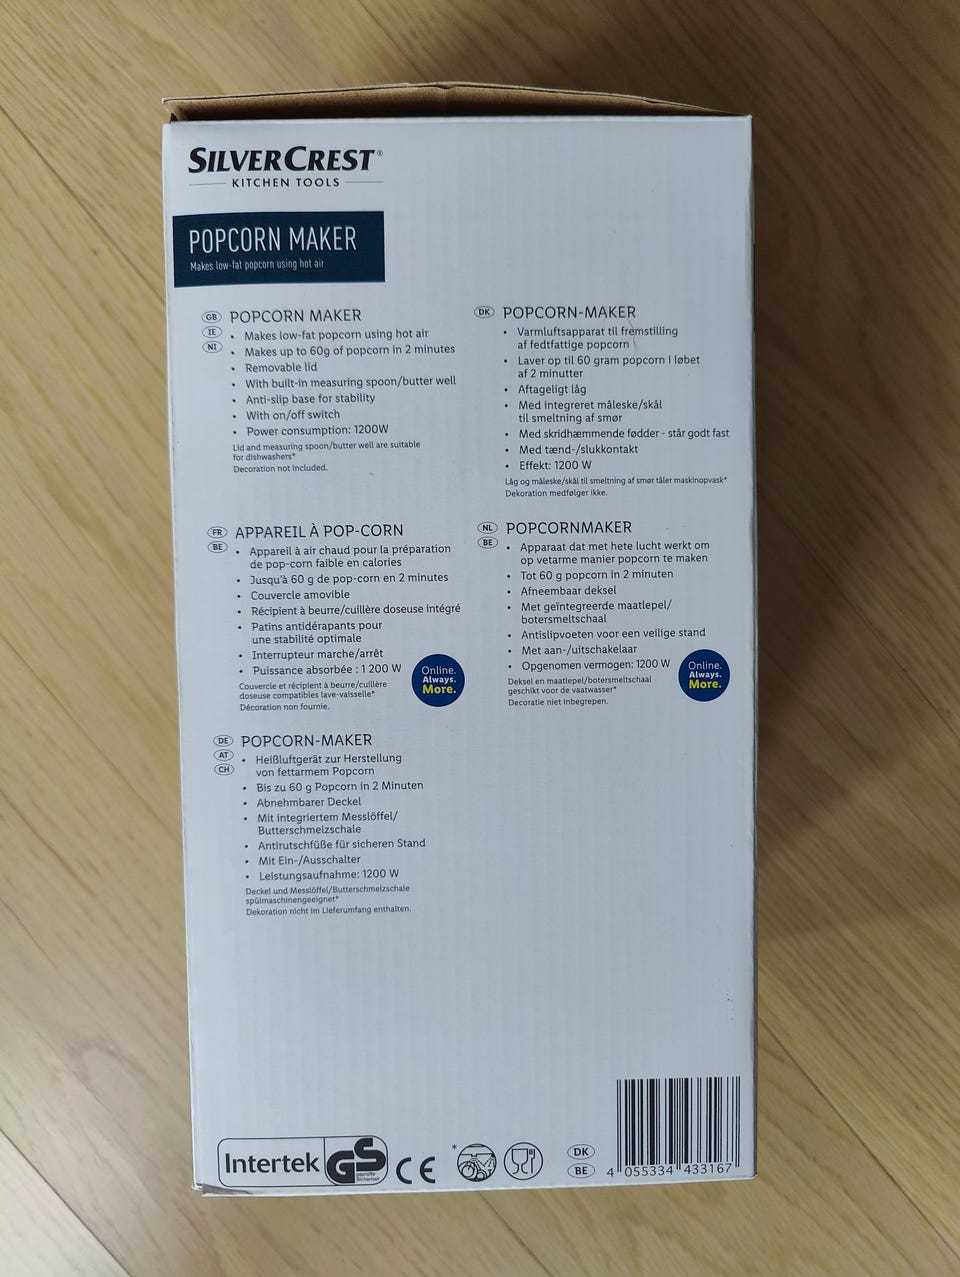 SILVERCREST®
KITCHEN TOOLS
POPCORN MAKER
Makes low-fat popcorn using hot air
GB
IE
NI
POPCORN MAKER
• Makes low-fat popcorn using hot air
• Makes up to 60g of popcorn in 2 minutes
• Removable lid
• With built-in measuring spoon/butter well
• Anti-slip base for stability
• With on/off switch
• Power consumption: 1200W
Lid and measuring spoon/butter well are suitable
for dishwashers*
Decoration not included.
DK
POPCORN-MAKER
• Varmluftsapparat til fremstilling
af fedtfattige popcorn
• Laver op til 60 gram popcorn i løbet
af 2 minutter
• Aftageligt låg
• Med integreret måleske/skål
til smeltning af smør
• Med skridhæmmende fødder - står godt fast
• Med tænd-/slukkontakt
• Effekt: 1200 W
Låg og måleske/skål til smeltning af smør tåler maskinopvask*
Dekoration medfølger ikke.
FR
BE
APPAREIL À POP-CORN
• Appareil à air chaud pour la préparation
de pop-corn faible en calories
• Jusqu'à 60 g de pop-corn en 2 minutes
• Couvercle amovible
• Récipient à beurre/cuillère doseuse intégré
• Patins antidérapants pour
une stabilité optimale
• Interrupteur marche/arrêt
• Puissance absorbée : 1 200 W
Couvercle et récipient à beurre/cuillère
doseuse compatibles lave-vaisselle*
Décoration non fournie.
Online.
Always.
More.
NL
BE
POPCORNMAKER
• Apparaat dat met hete lucht werkt om
op vetarme manier popcorn te maken
• Tot 60 g popcorn in 2 minuten
• Afneembaar deksel
• Met geïntegreerde maatlepel/
botersmeltschaal
• Antislipvoeten voor een veilige stand
• Met aan-/uitschakelaar
• Opgenomen vermogen: 1200 W
Deksel en maatlepel/botersmeltschaal
geschikt voor de vaatwasser*
Decoratie niet inbegrepen.
Online.
Always.
More.
DE
AT
CH
POPCORN-MAKER
• Heißluftgerät zur Herstellung
von fettarmem Popcorn
• Bis zu 60 g Popcorn in 2 Minuten
• Abnehmbarer Deckel
• Mit integriertem Messlöffel/
Butterschmelzschale
• Antirutschfüße für sicheren Stand
• Mit Ein-/Ausschalter
• Leistungsaufnahme: 1200 W
Deckel und Messlöffel/Butterschmelzschale
spülmaschinengeeignet*
Dekoration nicht im Lieferumfang enthalten.
Intertek
GS
geprüfte
Sicherheit
CE
*
DK
BE
4 055334 433167